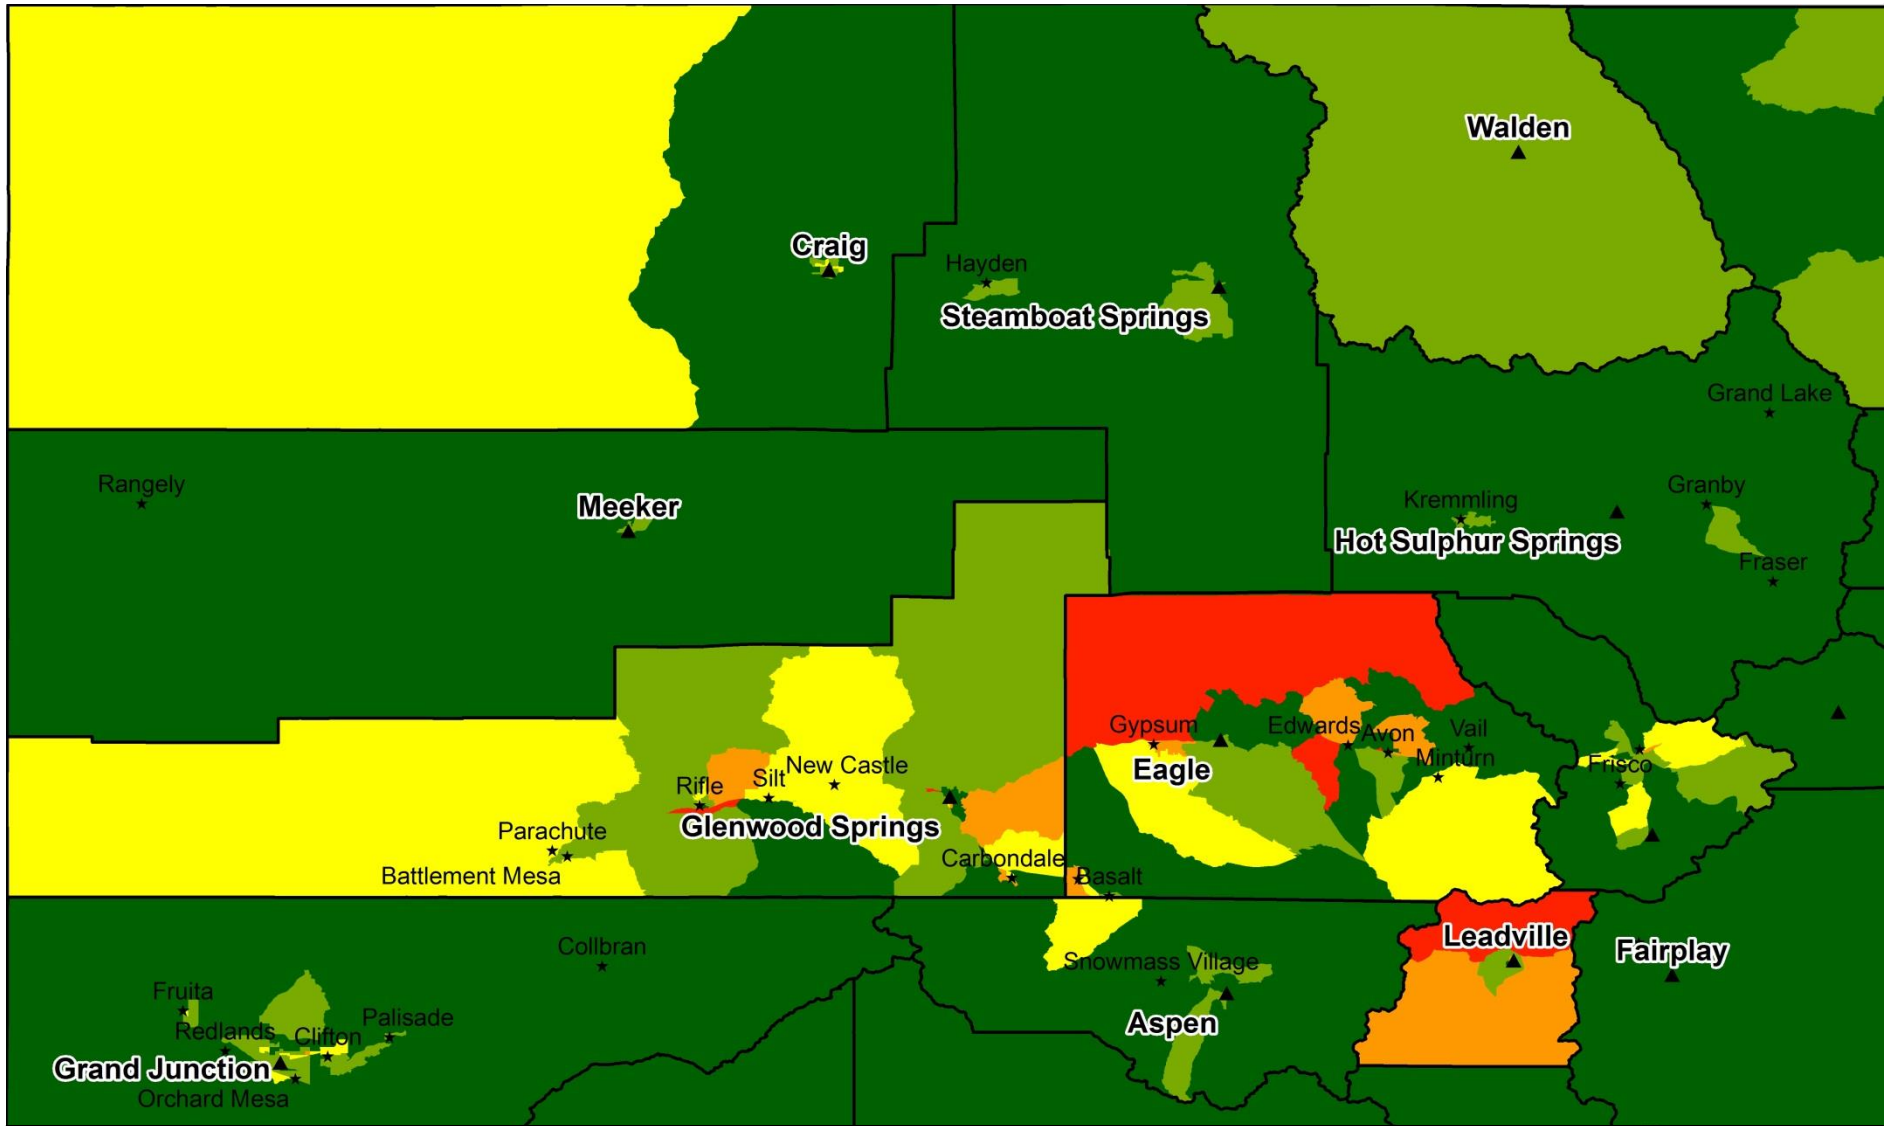 Walden
Craig
Hayden
Steamboat Springs
Grand Lake
Rangely
Meeker
Kremmling
Granby
Hot Sulphur Springs
Fraser
Gypsum
Edwards
Avon
Vail
Minturn
Eagle
Frisco
New Castle
Silt
Rifle
Glenwood Springs
Parachute
Battlement Mesa
Carbondale
Basalt
Leadville
Fairplay
Collbran
Snowmass Village
Aspen
Fruita
Redlands
Clifton
Palisade
Grand Junction
Orchard Mesa